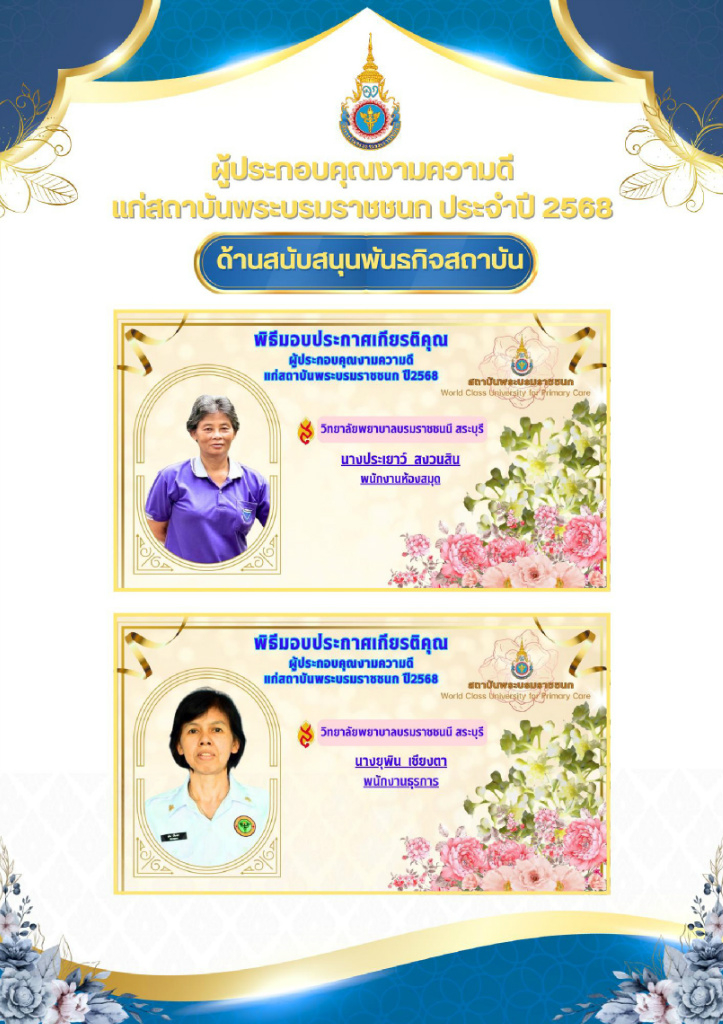 ผู้ประกอบคุณงามความดี
แก่สถาบันพระบรมราชชนก ประจำปี 2568
ด้านสนับสนุนพันธกิจสถาบัน
พิธีมอบประกาศเกียรติคุณ
ผู้ประกอบคุณงามความดี
แก่สถาบันพระบรมราชชนก ปี2568
สถาบันพระบรมราชชนก
World Class University for Primary Care
วิทยาลัยพยาบาลบรมราชชนนี สระบุรี
นางประเยาว์ สงวนสิน
พนักงานห้องสมุด
พิธีมอบประกาศเกียรติคุณ
ผู้ประกอบคุณงามความดี
แก่สถาบันพระบรมราชชนก ปี2568
สถาบันพระบรมราชชนก
World Class University for Primary Care
วิทยาลัยพยาบาลบรมราชชนนี สระบุรี
นางยุพิน เชียงตา
พนักงานธุรการ